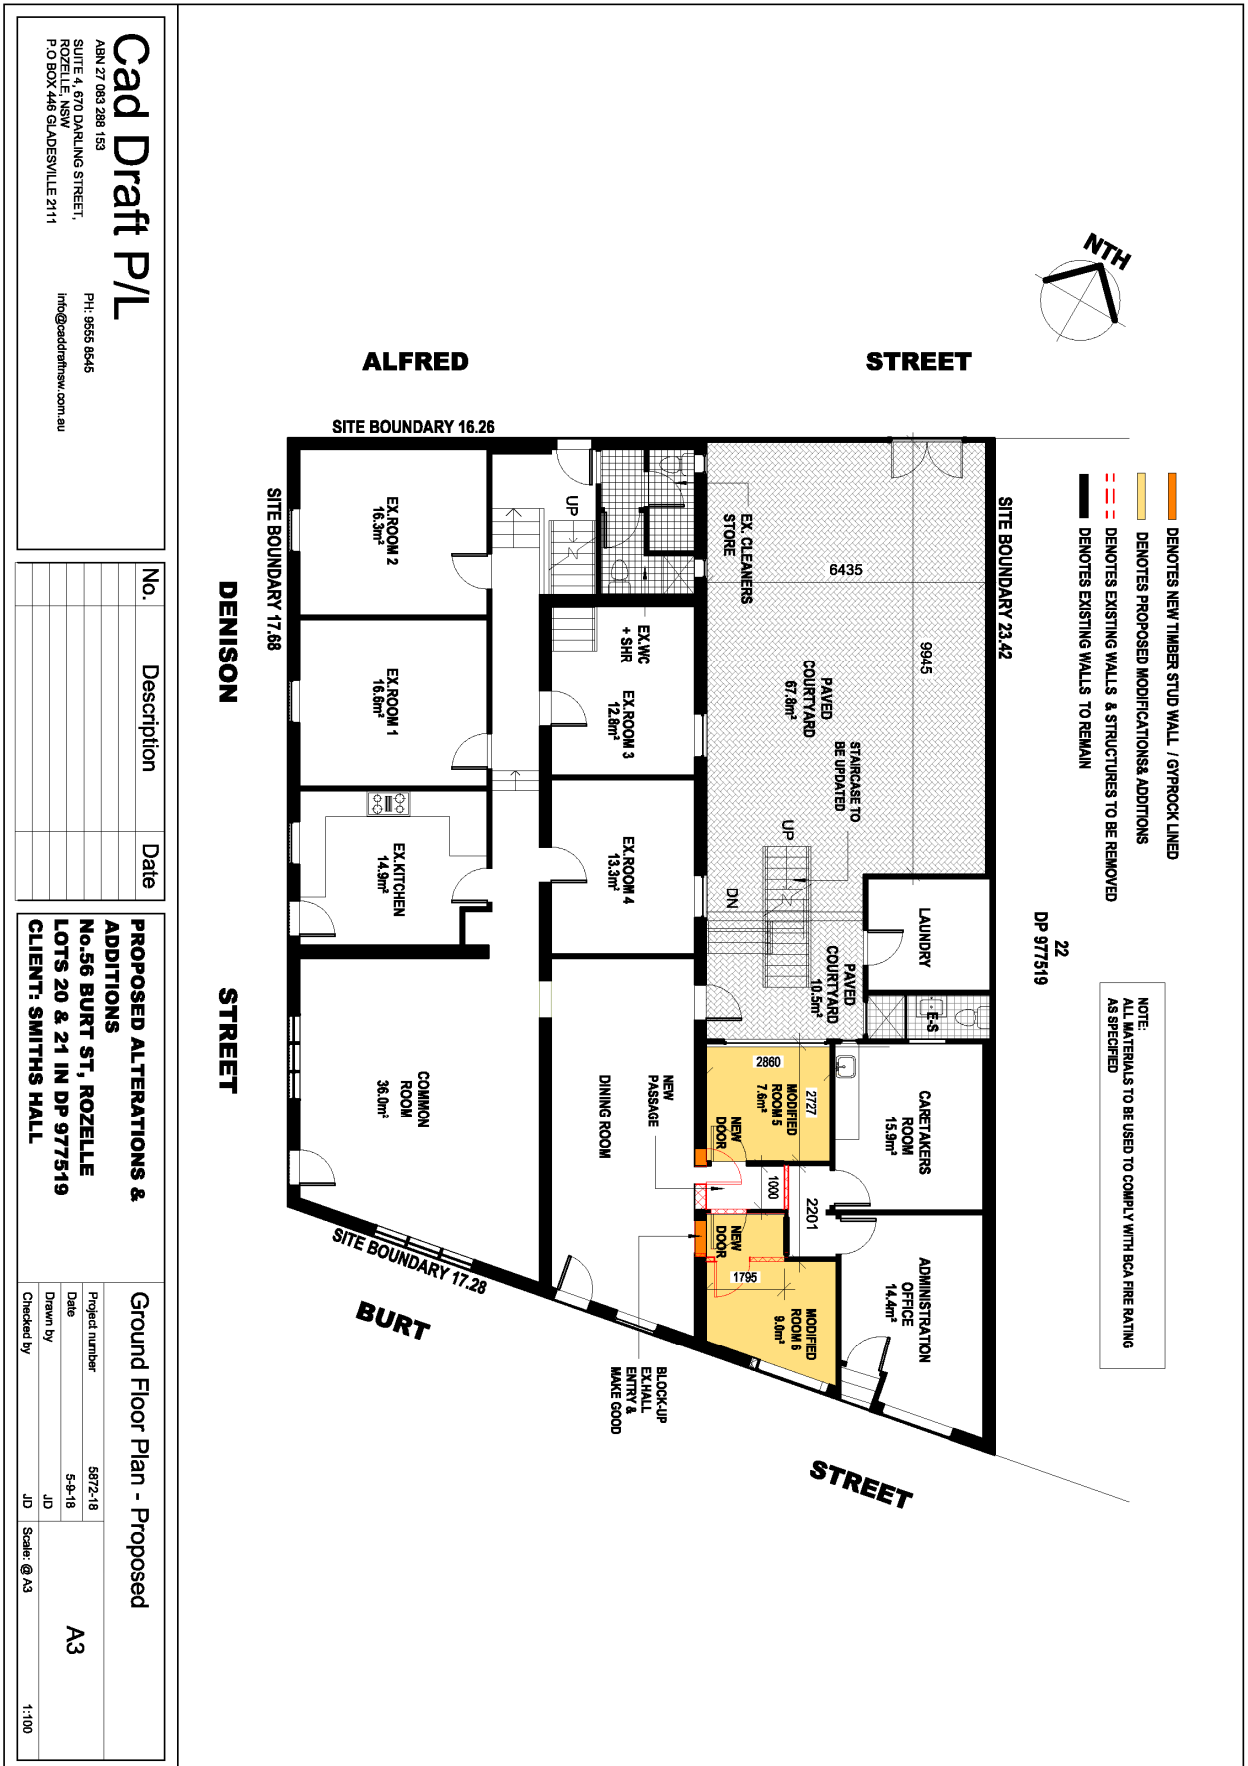 DENOTES NEW TIMBER STUD WALL / GYPROCK LINED
DENOTES PROPOSED MODIFICATIONS& ADDITIONS
DENOTES EXISTING WALLS & STRUCTURES TO BE REMOVED
DENOTES EXISTING WALLS TO REMAIN
NOTE:
ALL MATERIALS TO BE USED TO COMPLY WITH BCA FIRE RATING
AS SPECIFIED
NTH
22
DP 977519
ALFRED
STREET
SITE BOUNDARY 16.26
SITE BOUNDARY 23.42
SITE BOUNDARY 17.68
SITE BOUNDARY 17.28
DENISON
STREET
BURT
STREET
6435
9945
PAVED
COURTYARD
67.8m²
STAIRCASE TO
BE UPDATED
UP
DN
LAUNDRY
PAVED
COURTYARD
10.5m²
E-S
CARETAKERS
ROOM
15.9m²
ADMINISTRATION
OFFICE
14.4m²
2860
2727
MODIFIED
ROOM 5
7.6m²
NEW
DOOR
1000
2201
NEW
DOOR
1795
MODIFIED
ROOM 6
9.0m²
EX. CLEANERS
STORE
EX.WC
+ SHR
UP
EX.ROOM 3
12.8m²
EX.ROOM 4
13.3m²
DINING ROOM
NEW
PASSAGE
BLOCK-UP
EX.HALL
ENTRY &
MAKE GOOD
EX.ROOM 2
16.3m²
EX.ROOM 1
16.6m²
EX.KITCHEN
14.9m²
COMMON
ROOM
36.0m²
Cad Draft P/L
ABN 27 083 288 153
SUITE 4, 670 DARLING STREET,
ROZELLE, NSW
P.O BOX 446 GLADESVILLE 2111
PH: 9555 8545
info@caddraftnsw.com.au
No. Description Date
PROPOSED ALTERATIONS &
ADDITIONS
No.56 BURT ST, ROZELLE
LOTS 20 & 21 IN DP 977519
CLIENT: SMITHS HALL
Ground Floor Plan - Proposed
Project number 5872-18
Date 5-9-18
Drawn by JD
Checked by JD
A3
Scale: @ A3 1:100